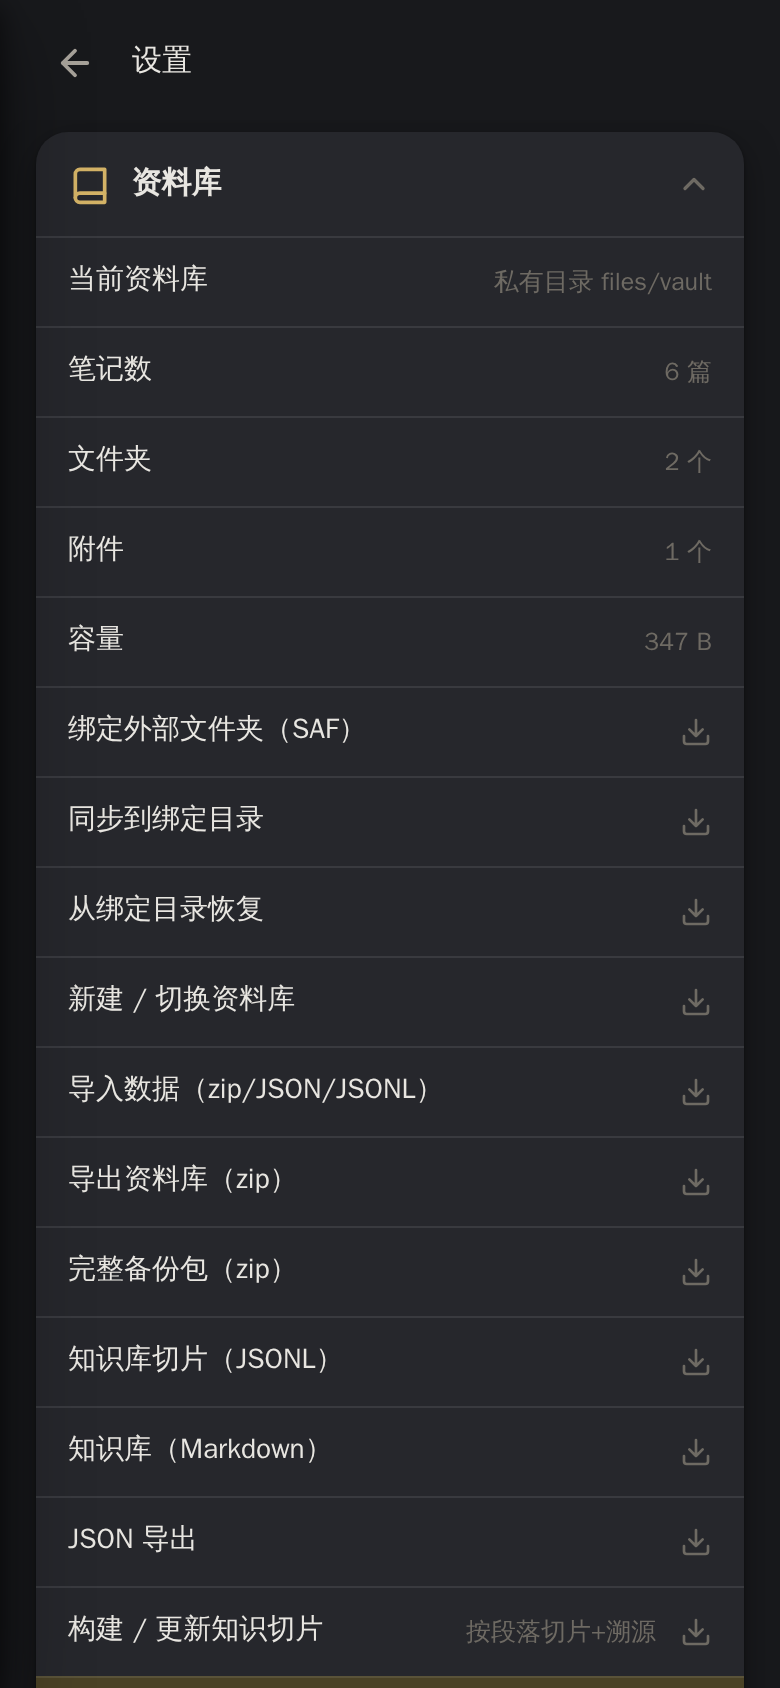 设置
资料库
当前资料库 私有目录 files/vault
笔记数 6 篇
文件夹 2 个
附件 1 个
容量 347 B
绑定外部文件夹（SAF）
同步到绑定目录
从绑定目录恢复
新建 / 切换资料库
导入数据（zip/JSON/JSONL）
导出资料库（zip）
完整备份包（zip）
知识库切片（JSONL）
知识库（Markdown）
JSON 导出
构建 / 更新知识切片 按段落切片+溯源